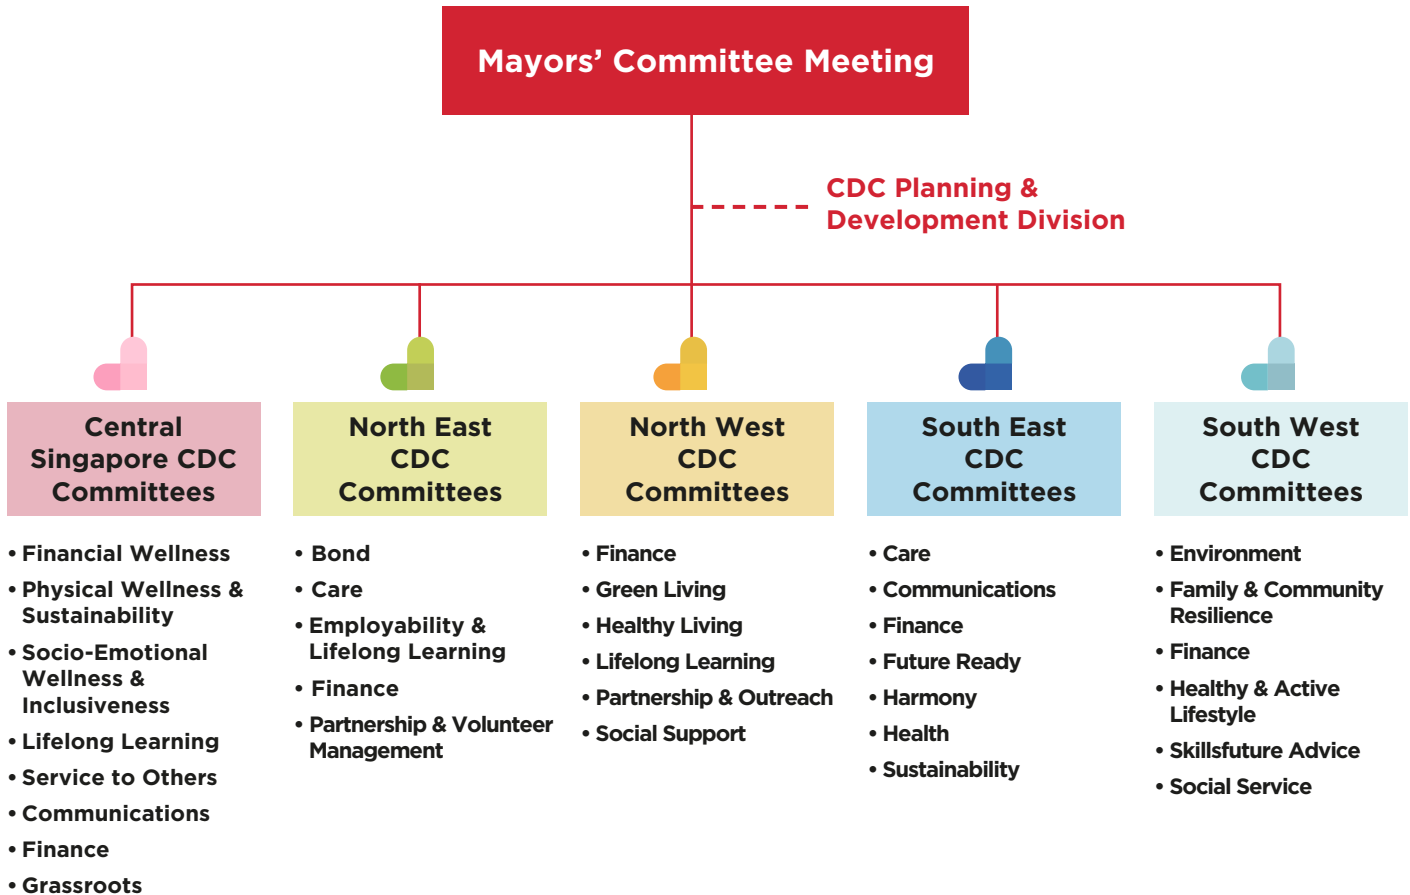 Mayors’ Committee Meeting
CDC Planning &
Development Division
Central
Singapore CDC
Committees
• Financial Wellness
• Physical Wellness &
Sustainability
• Socio-Emotional
Wellness &
Inclusiveness
• Lifelong Learning
• Service to Others
• Communications
• Finance
• Grassroots
North East
CDC
Committees
• Bond
• Care
• Employability &
Lifelong Learning
• Finance
• Partnership & Volunteer
Management
North West
CDC
Committees
• Finance
• Green Living
• Healthy Living
• Lifelong Learning
• Partnership & Outreach
• Social Support
South East
CDC
Committees
• Care
• Communications
• Finance
• Future Ready
• Harmony
• Health
• Sustainability
South West
CDC
Committees
• Environment
• Family & Community
Resilience
• Finance
• Healthy & Active
Lifestyle
• Skillsfuture Advice
• Social Service